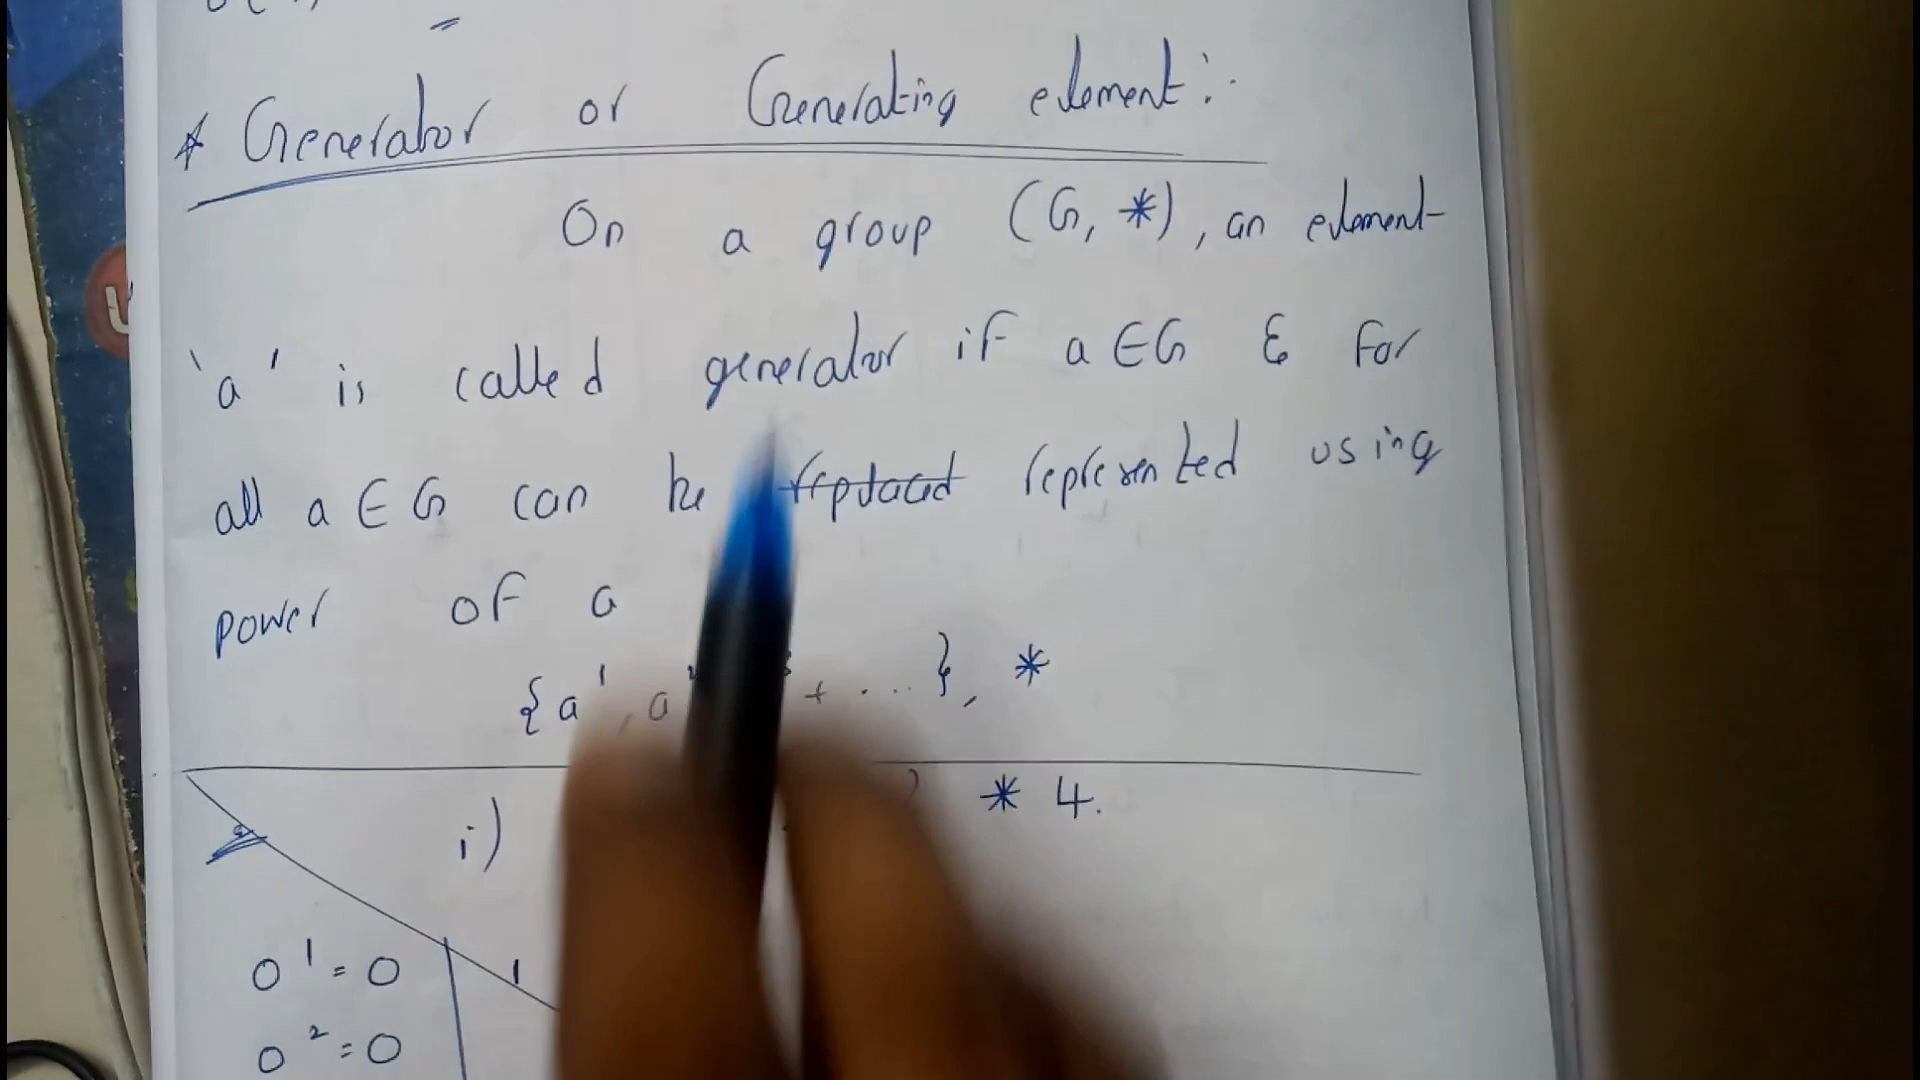 * Generator or Generating element:-
On a group (G, *), an element
'a' is called generator if a ∈ G & for
all a ∈ G can be replaced represented using
power of a
{a¹, a + ...}, *
i) } * 4.
0¹ = 0 1
0² = 0